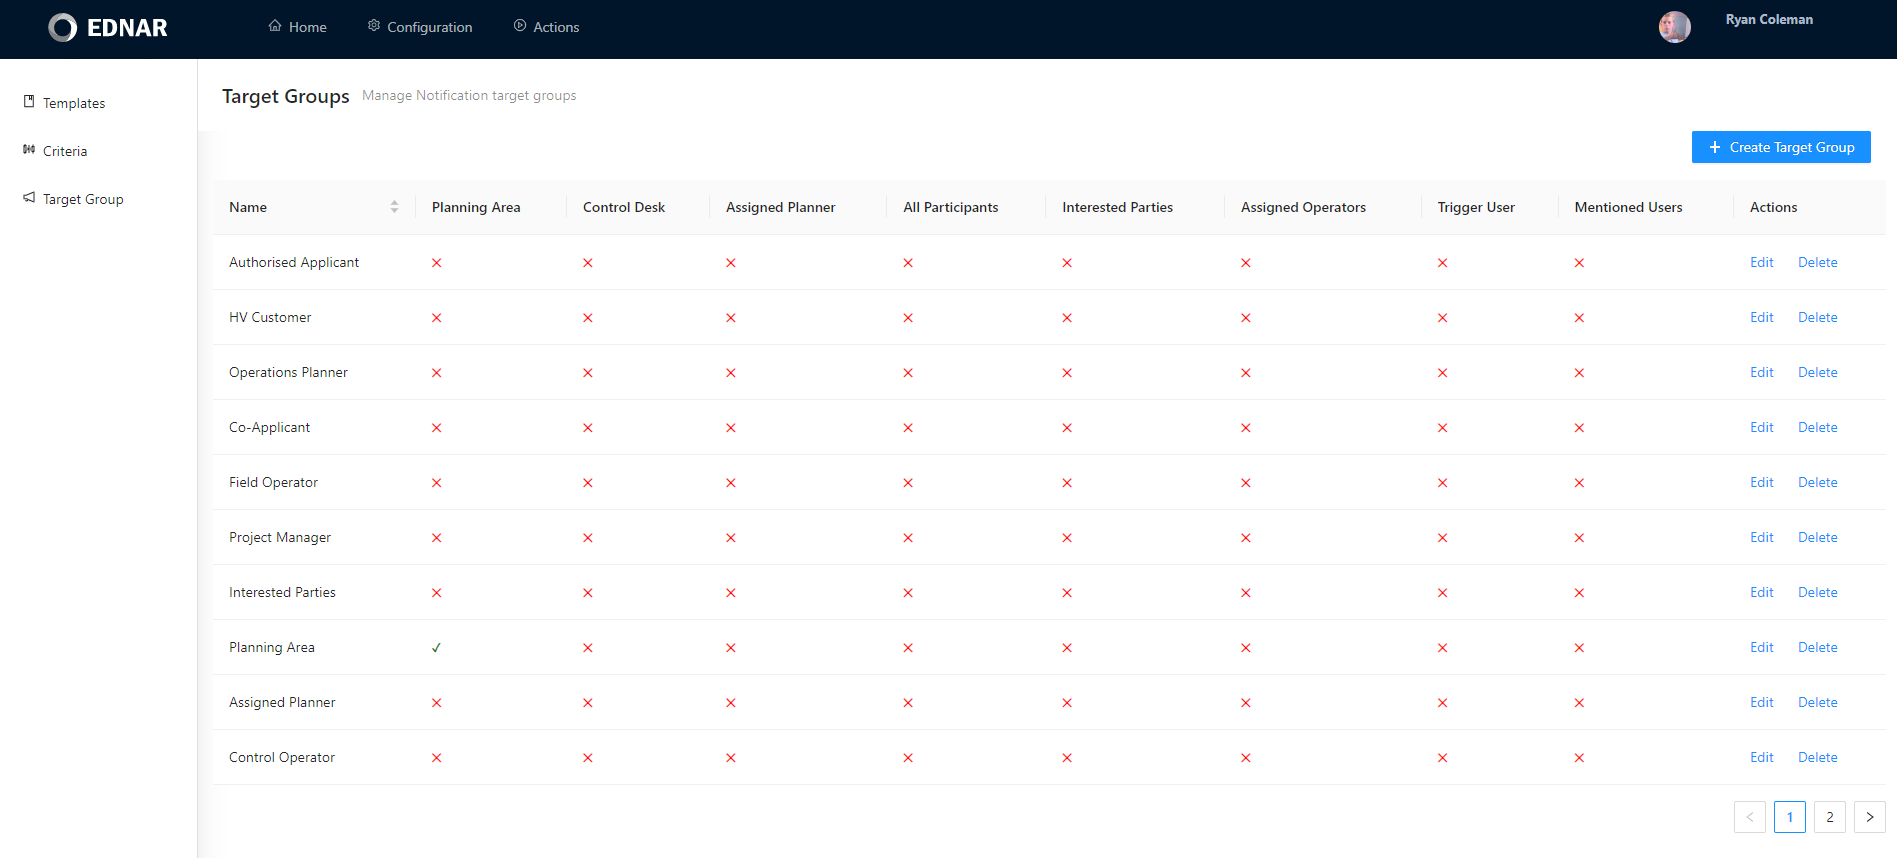 EDNAR Home Configuration Actions Ryan Coleman
Templates
Criteria
Target Group
Target Groups Manage Notification target groups
+ Create Target Group
Name Planning Area Control Desk Assigned Planner All Participants Interested Parties Assigned Operators Trigger User Mentioned Users Actions
Authorised Applicant Edit Delete
HV Customer Edit Delete
Operations Planner Edit Delete
Co-Applicant Edit Delete
Field Operator Edit Delete
Project Manager Edit Delete
Interested Parties Edit Delete
Planning Area Edit Delete
Assigned Planner Edit Delete
Control Operator Edit Delete
< 1 2 >